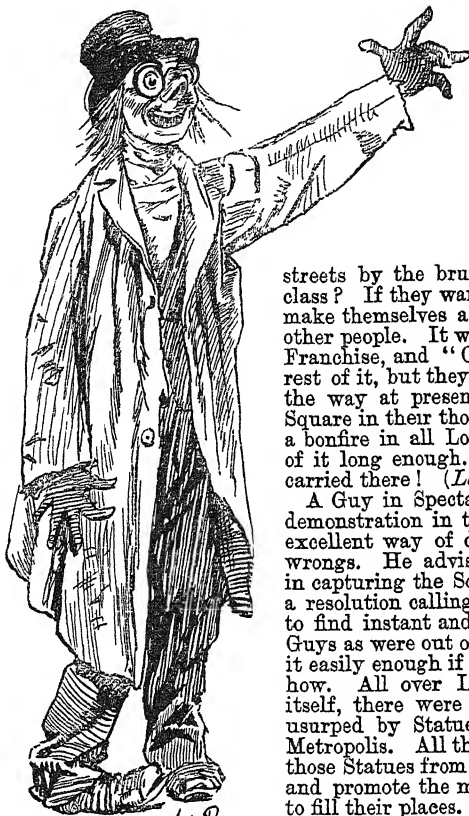 streets by the bru
class? If they wa
make themselves a
other people. It w
Franchise, and "
rest of it, but they
the way at presen
Square in their tho
a bonfire in all Lo
of it long enough.
carried there! (
A Guy in Specta
demonstration in t
excellent way of
wrongs. He advis
in capturing the S
a resolution calling
to find instant and
Guys as were out o
it easily enough if
how. All over
itself, there were
usurped by Statue
Metropolis. All th
those Statues from
and promote the m
to fill their places.